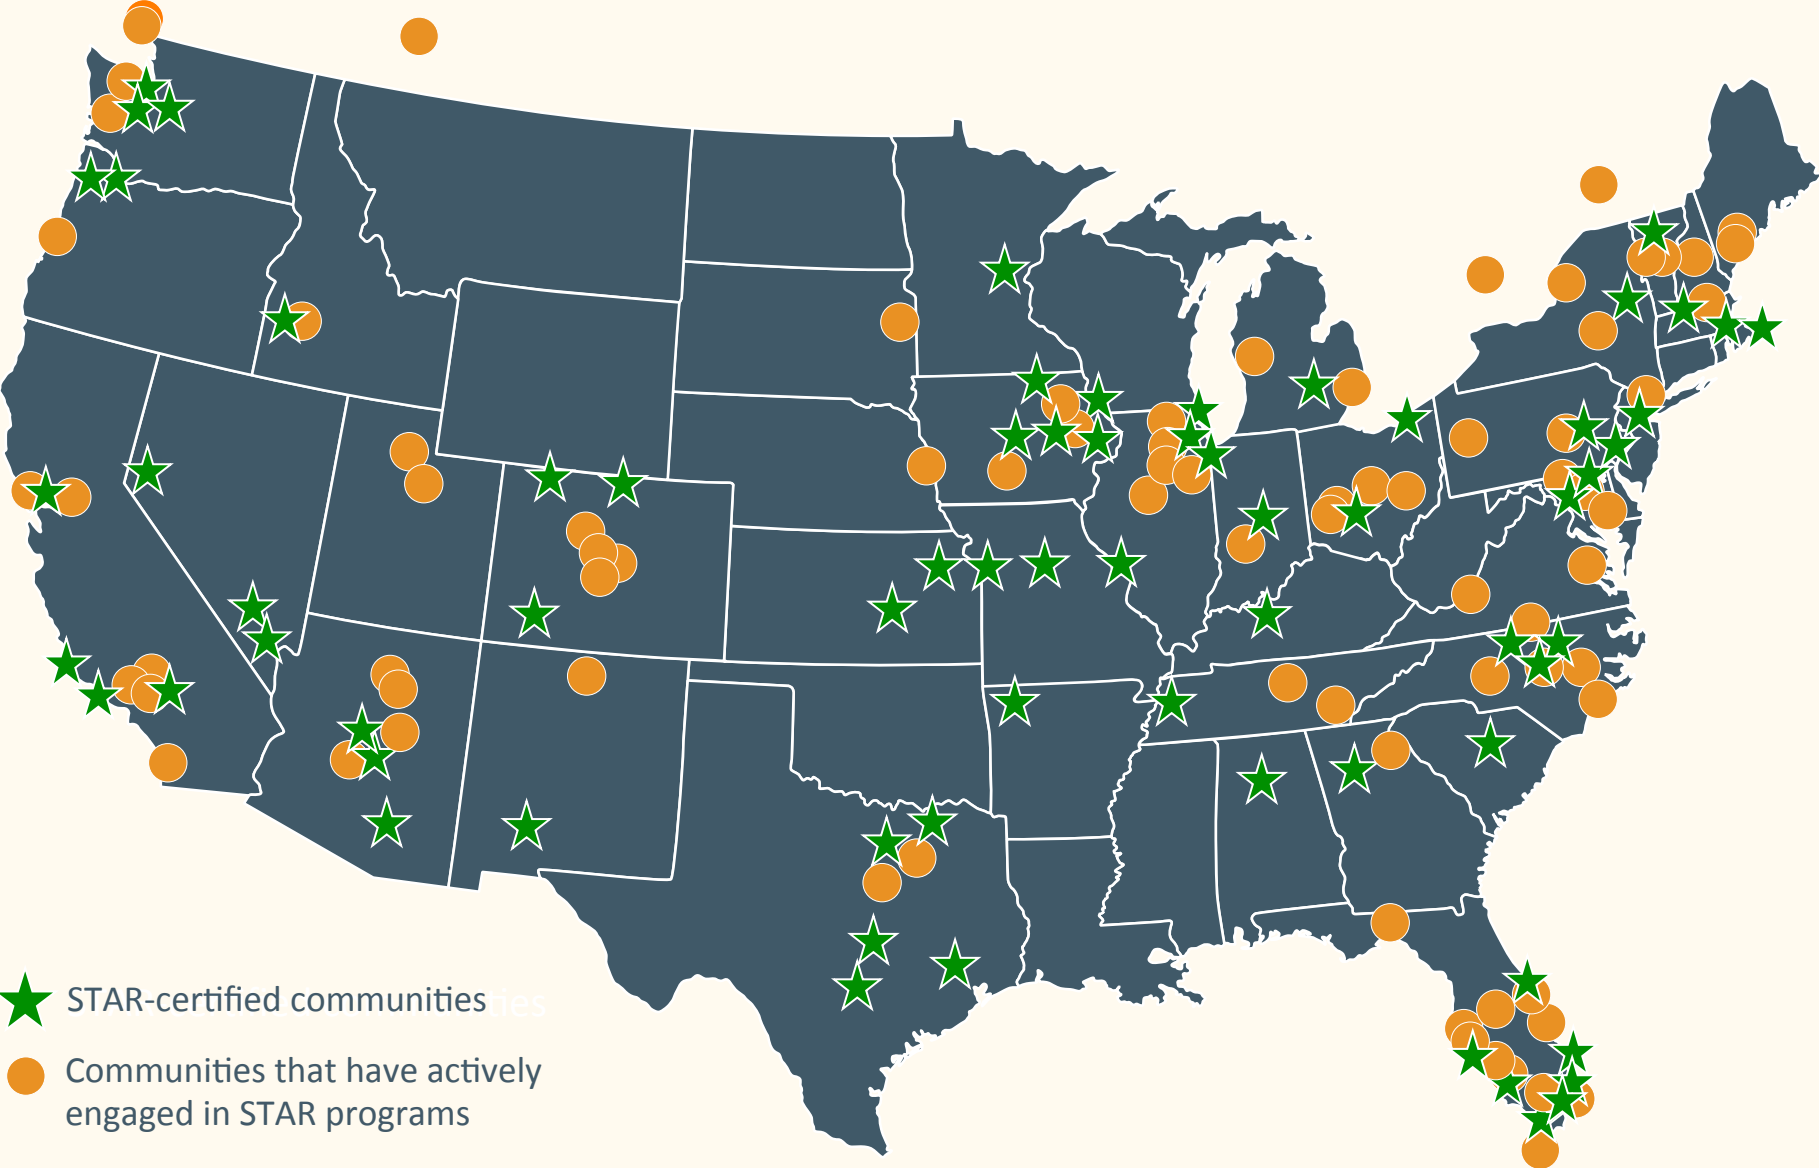 STAR-certified communities
Communities that have actively
engaged in STAR programs